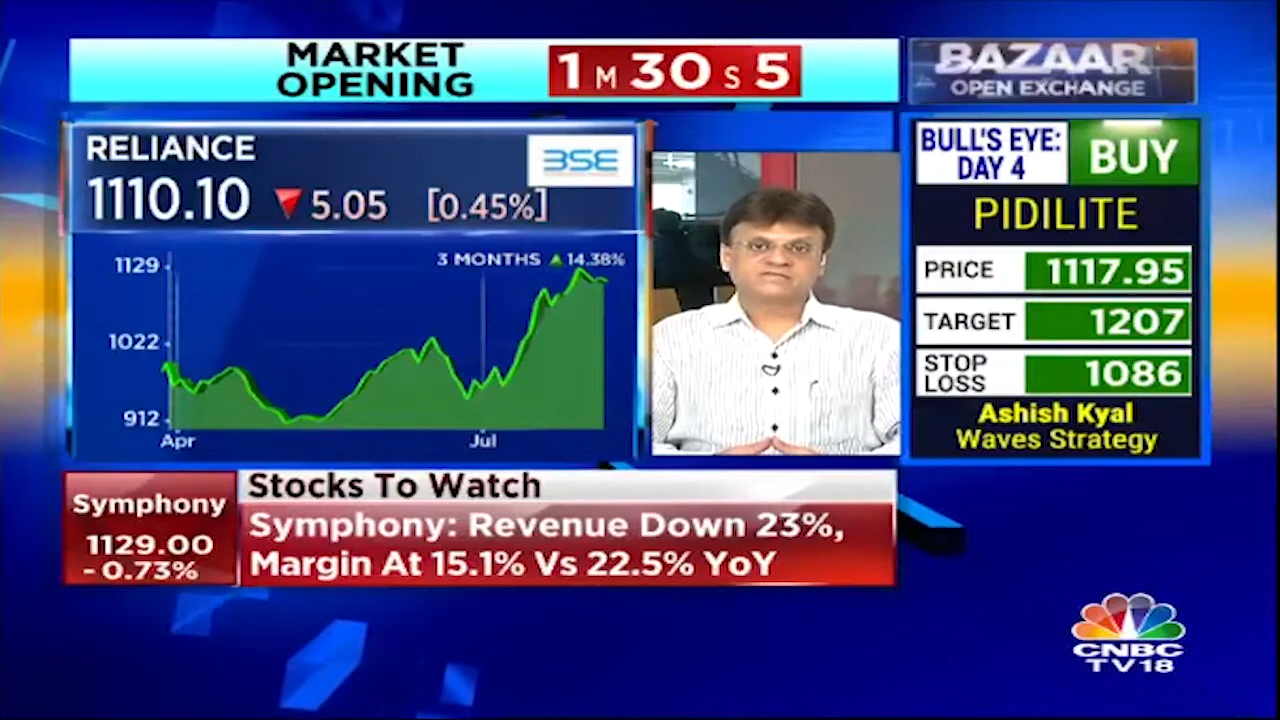 MARKET
OPENING
1 M 30 S 5
BAZAAR
OPEN EXCHANGE
RELIANCE
BSE
1110.10 ▼ 5.05 [0.45%]
3 MONTHS ▲ 14.38%
1129
1022
912
Apr
Jul
BULL'S EYE:
DAY 4
BUY
PIDILITE
PRICE 1117.95
TARGET 1207
STOP
LOSS
1086
Ashish Kyal
Waves Strategy
Symphony
1129.00
- 0.73%
Stocks To Watch
Symphony: Revenue Down 23%,
Margin At 15.1% Vs 22.5% YoY
CNBC
TV18